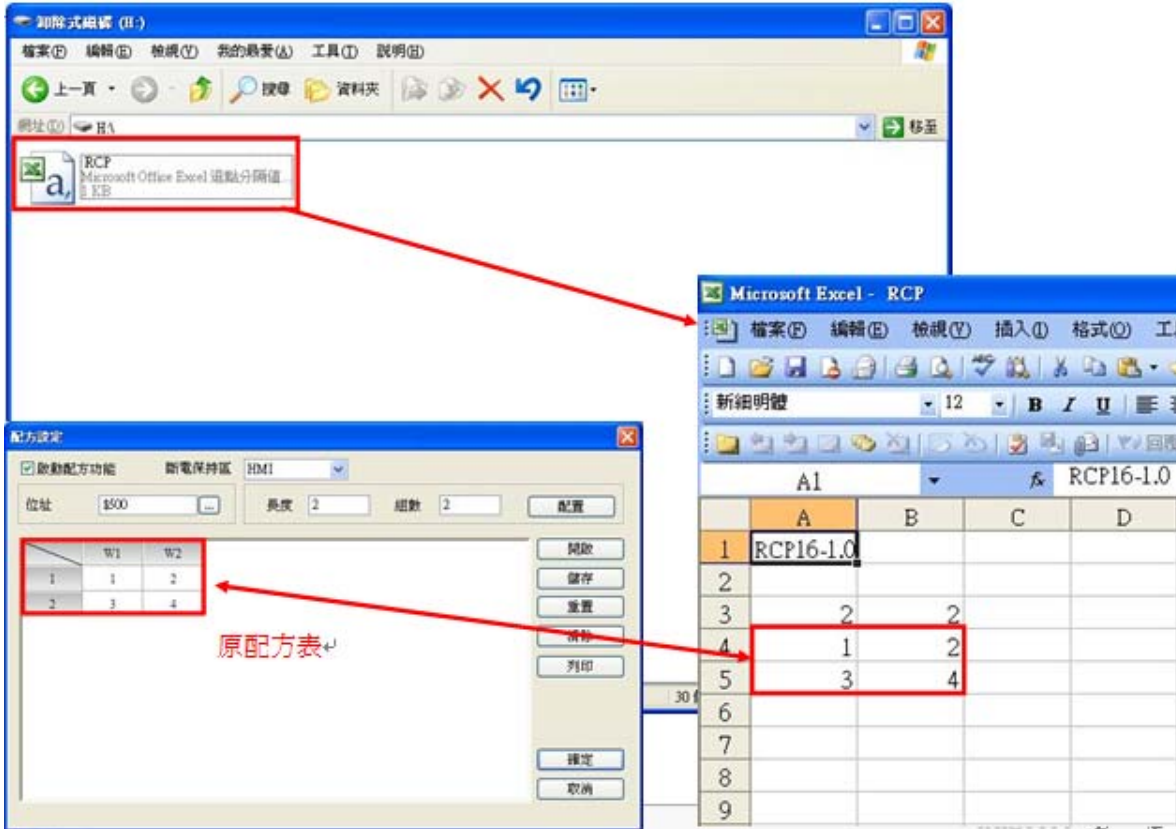 卸除式磁碟 (H:)
檔案(F) 編輯(E) 檢視(V) 我的最愛(A) 工具(T) 說明(H)
上一頁 搜尋 資料夾
網址(D) H:\ 移至
RCP
Microsoft Office Excel 逗點分隔值...
1 KB
Microsoft Excel - RCP
檔案(F) 編輯(E) 檢視(V) 插入(I) 格式(O)
新細明體 12 B I U
A1 fx RCP16-1.0
A B C D
1 RCP16-1.0
2
3 2 2
4 1 2
5 3 4
6
7
8
9
配方設定
啟動配方功能 斷電保持區 HMI
位址 $500 ... 長度 2 組數 2 配置
W1 W2
1 1 2
2 3 4
原配方表
開啟
儲存
重置
清除
列印
確定
取消
30